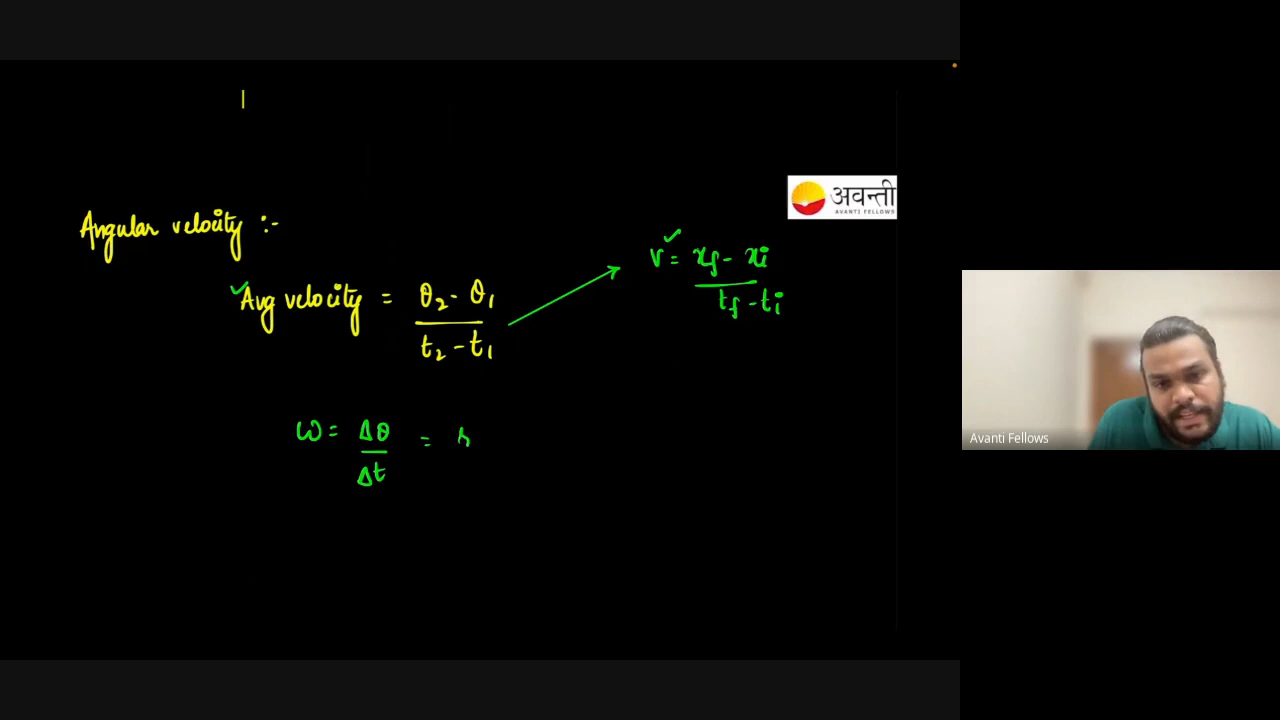 अवन्ती
AVANTI FELLOWS
Angular velocity :-
Avg velocity = θ₂ - θ₁ / t₂ - t₁
v = xf - xi / tf - ti
ω = Δθ / Δt =
Avanti Fellows